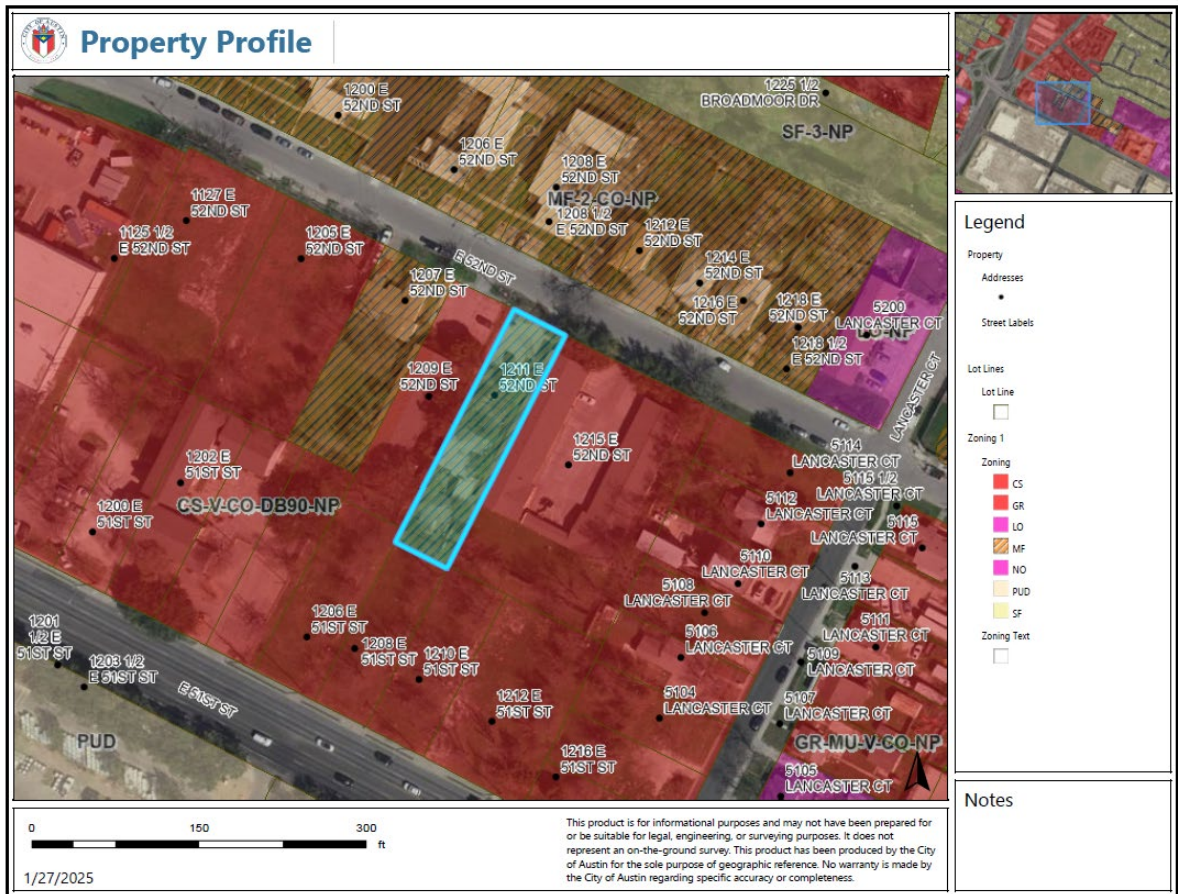 CITY OF AUSTIN
Property Profile
1200 E
52ND ST
1225 1/2
BROADMOOR DR
SF-3-NP
1206 E
52ND ST
1208 E
52ND ST
MF-2-CO-NP
1208 1/2
E 52ND ST
1127 E
52ND ST
1125 1/2
E 52ND ST
1205 E
52ND ST
1212 E
52ND ST
E 52ND ST
1214 E
52ND ST
1207 E
52ND ST
1216 E
52ND ST
1218 E
52ND ST
5200
LANCASTER CT
1218 1/2
E 52ND ST
LANCASTER CT
1209 E
52ND ST
1211 E
52ND ST
1215 E
52ND ST
5114
LANCASTER CT
5115 1/2
LANCASTER CT
1202 E
51ST ST
CS-V-CO-DB90-NP
1200 E
51ST ST
5112
LANCASTER CT
5115
LANCASTER CT
5110
LANCASTER CT
5113
LANCASTER CT
5108
LANCASTER CT
5111
LANCASTER CT
1206 E
51ST ST
1208 E
51ST ST
1210 E
51ST ST
5106
LANCASTER CT
5109
LANCASTER CT
1201
1/2 E
51ST ST
1203 1/2
E 51ST ST
E 51ST ST
1212 E
51ST ST
5104
LANCASTER CT
5107
LANCASTER CT
PUD
GR-MU-V-CO-NP
1216 E
51ST ST
5105
LANCASTER CT
Legend
Property
Addresses
Street Labels
Lot Lines
Lot Line
Zoning 1
Zoning
CS
GR
LO
MF
NO
PUD
SF
Zoning Text
Notes
0 150 300
ft
1/27/2025
This product is for informational purposes and may not have been prepared for
or be suitable for legal, engineering, or surveying purposes. It does not
represent an on-the-ground survey. This product has been produced by the City
of Austin for the sole purpose of geographic reference. No warranty is made by
the City of Austin regarding specific accuracy or completeness.